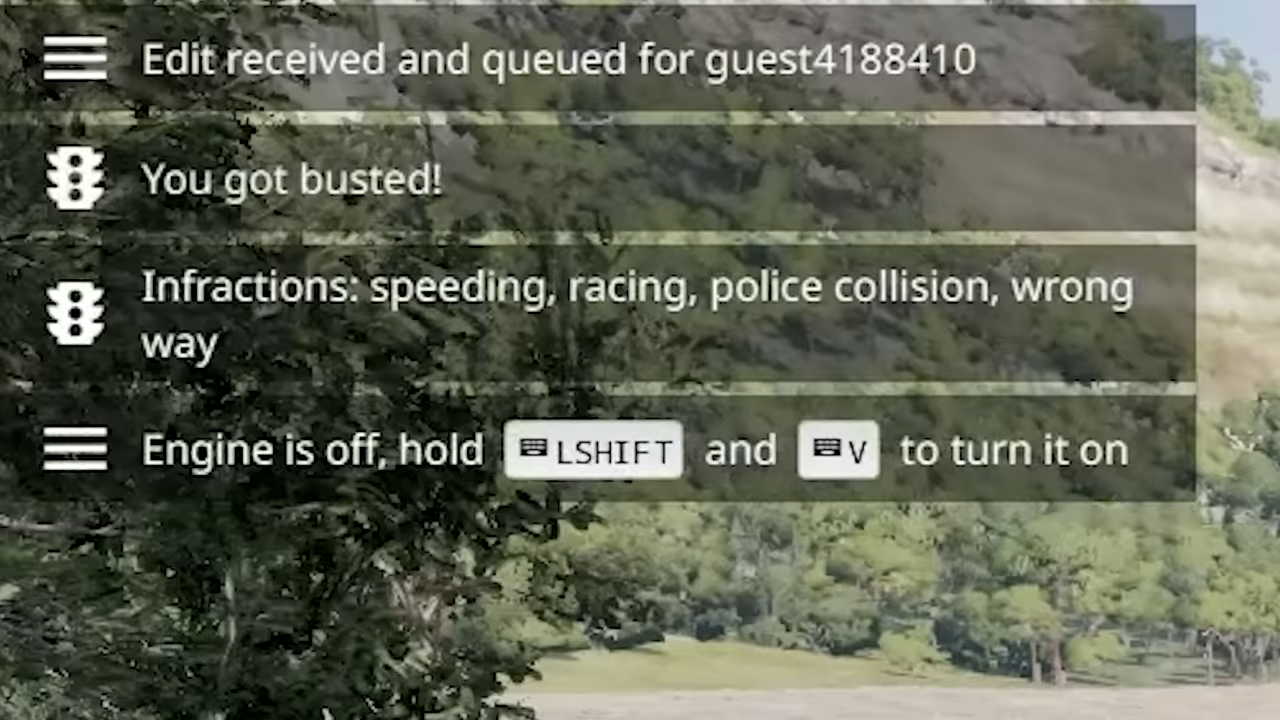 Edit received and queued for guest4188410
You got busted!
Infractions: speeding, racing, police collision, wrong
way
Engine is off, hold LSHIFT and V to turn it on